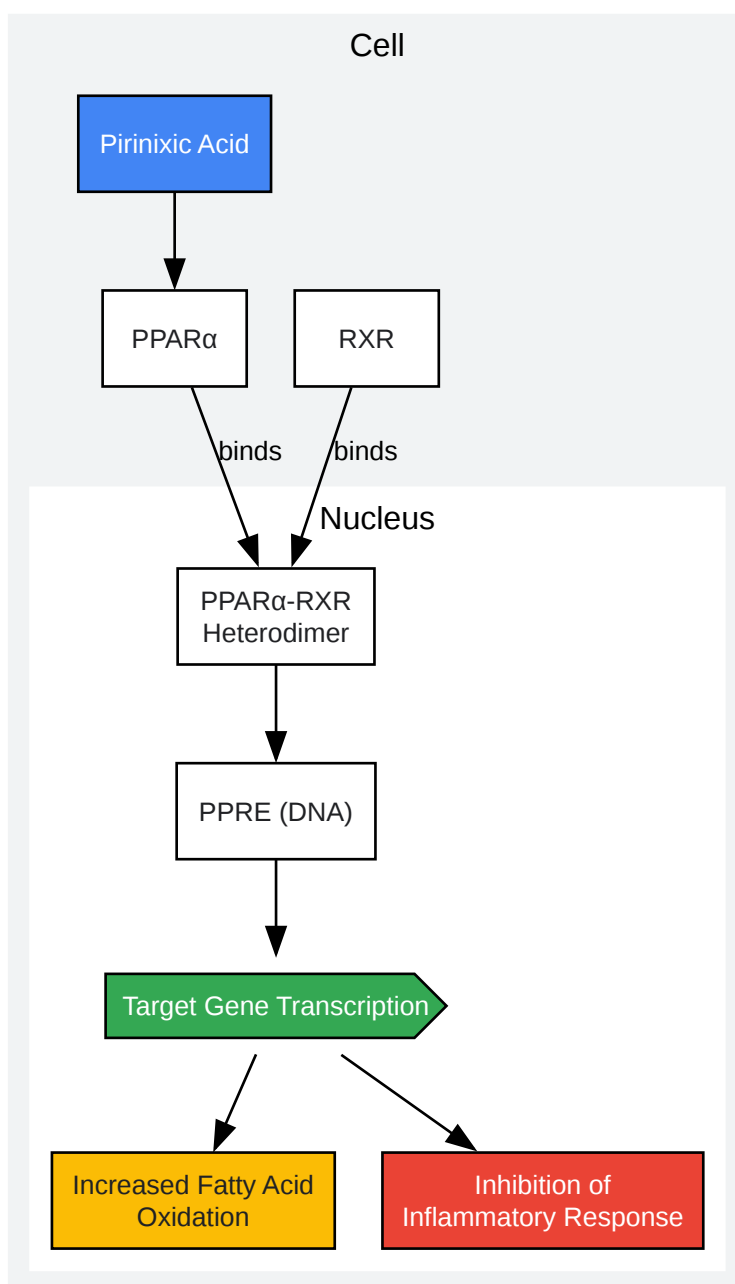 Cell
Pirinixic Acid
PPARα
RXR
binds
binds
Nucleus
PPARα-RXR
Heterodimer
PPRE (DNA)
Target Gene Transcription
Increased Fatty Acid
Oxidation
Inhibition of
Inflammatory Response